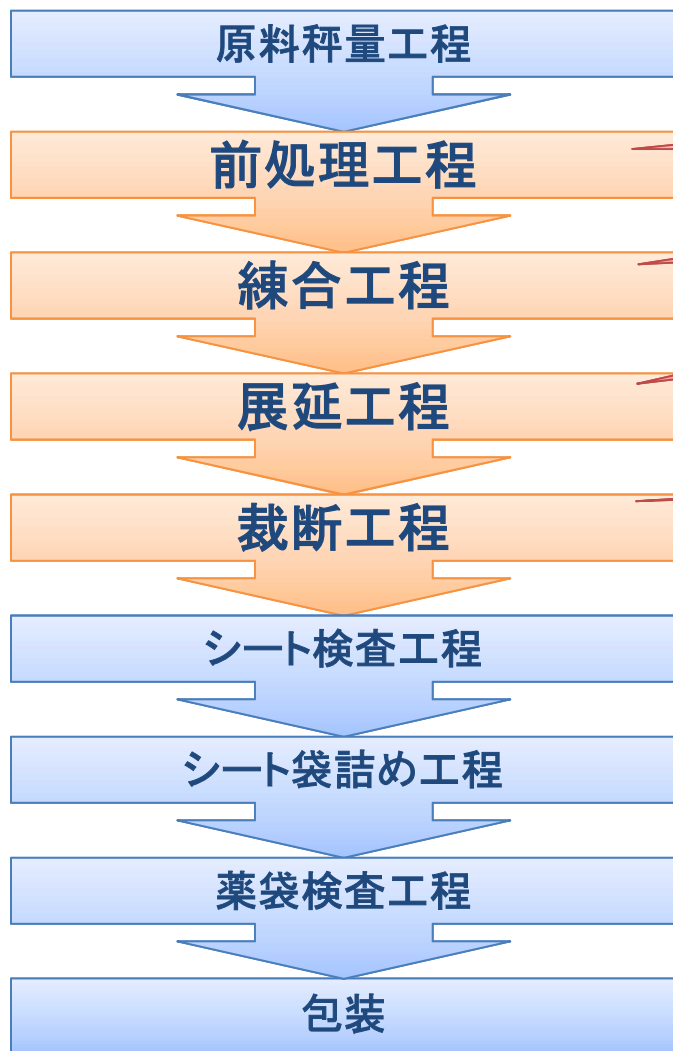 原料秤量工程
前処理工程
練合工程
展延工程
裁断工程
シート検査工程
シート袋詰め工程
薬袋検査工程
包装